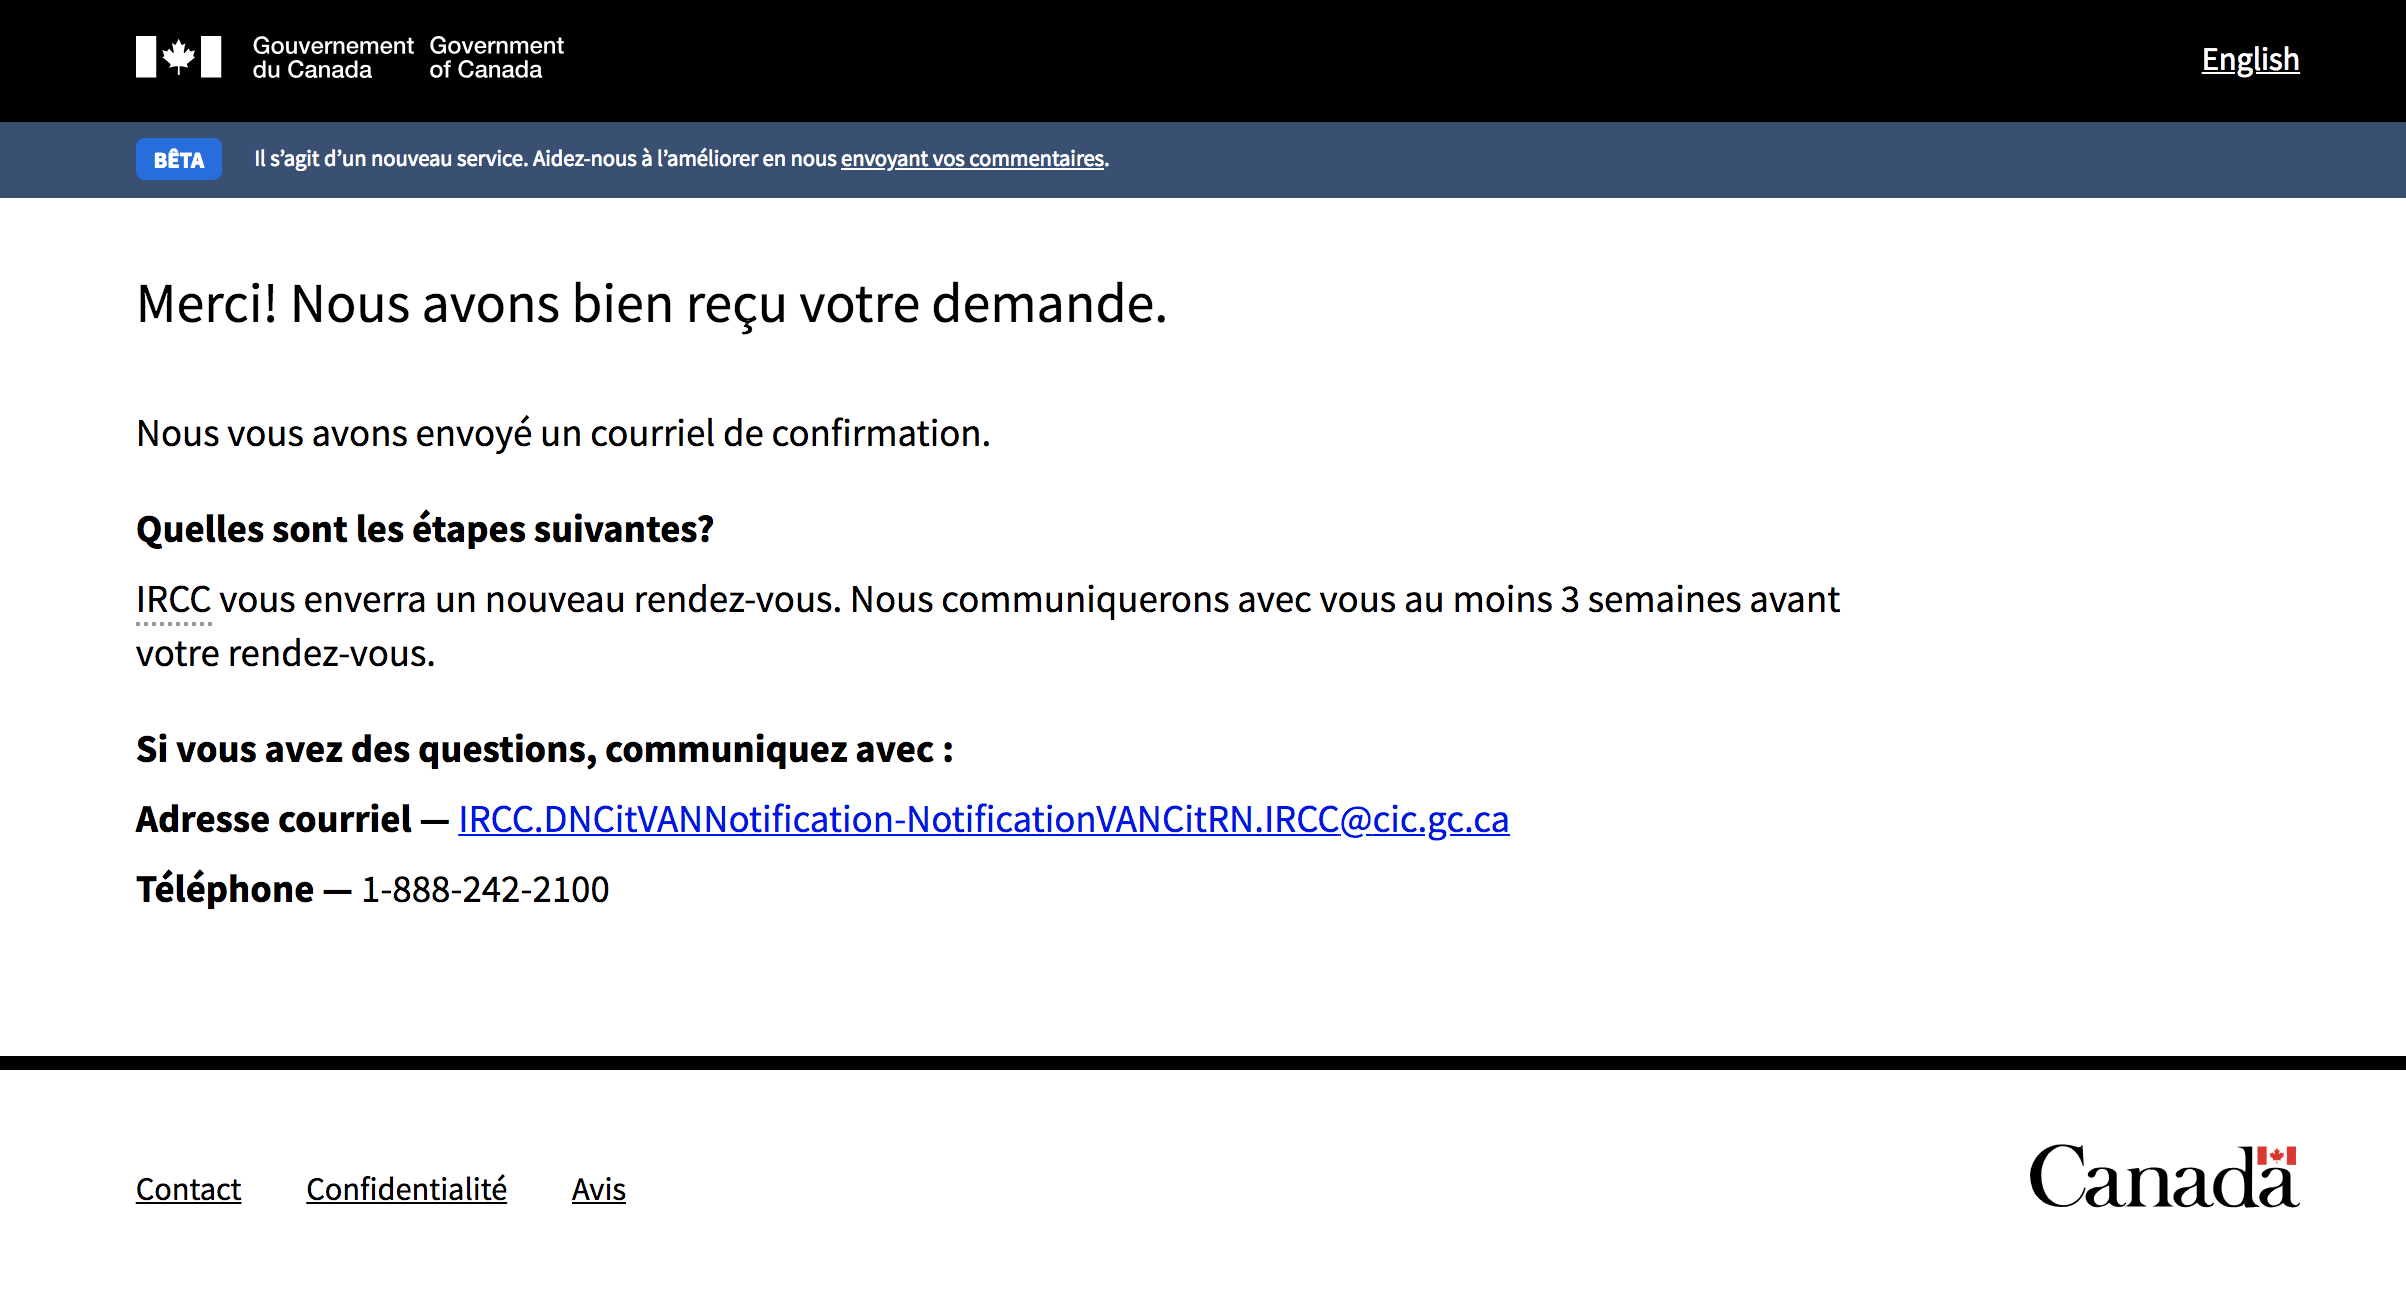 Gouvernement du Canada
Government of Canada
English
BÊTA
Il s’agit d’un nouveau service. Aidez-nous à l’améliorer en nous envoyant vos commentaires.
Merci! Nous avons bien reçu votre demande.
Nous vous avons envoyé un courriel de confirmation.
Quelles sont les étapes suivantes?
IRCC vous enverra un nouveau rendez-vous. Nous communiquerons avec vous au moins 3 semaines avant
votre rendez-vous.
Si vous avez des questions, communiquez avec :
Adresse courriel — IRCC.DNCitVANNotification-NotificationVANCitRN.IRCC@cic.gc.ca
Téléphone — 1-888-242-2100
Contact
Confidentialité
Avis
Canada